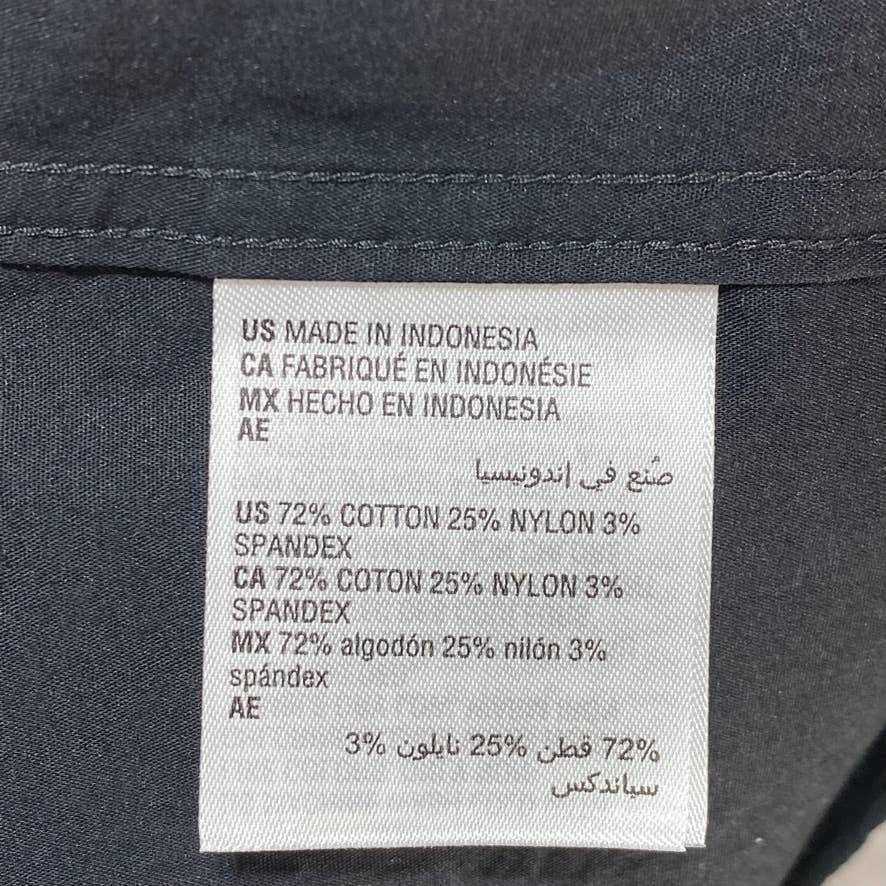 US MADE IN INDONESIA
CA FABRIQUÉ EN INDONÉSIE
MX HECHO EN INDONESIA
AE
صُنع في إندونيسيا
US 72% COTTON 25% NYLON 3%
SPANDEX
CA 72% COTON 25% NYLON 3%
SPANDEX
MX 72% algodón 25% nilón 3%
spándex
AE
72% قطن 25% نايلون 3%
سباندكس